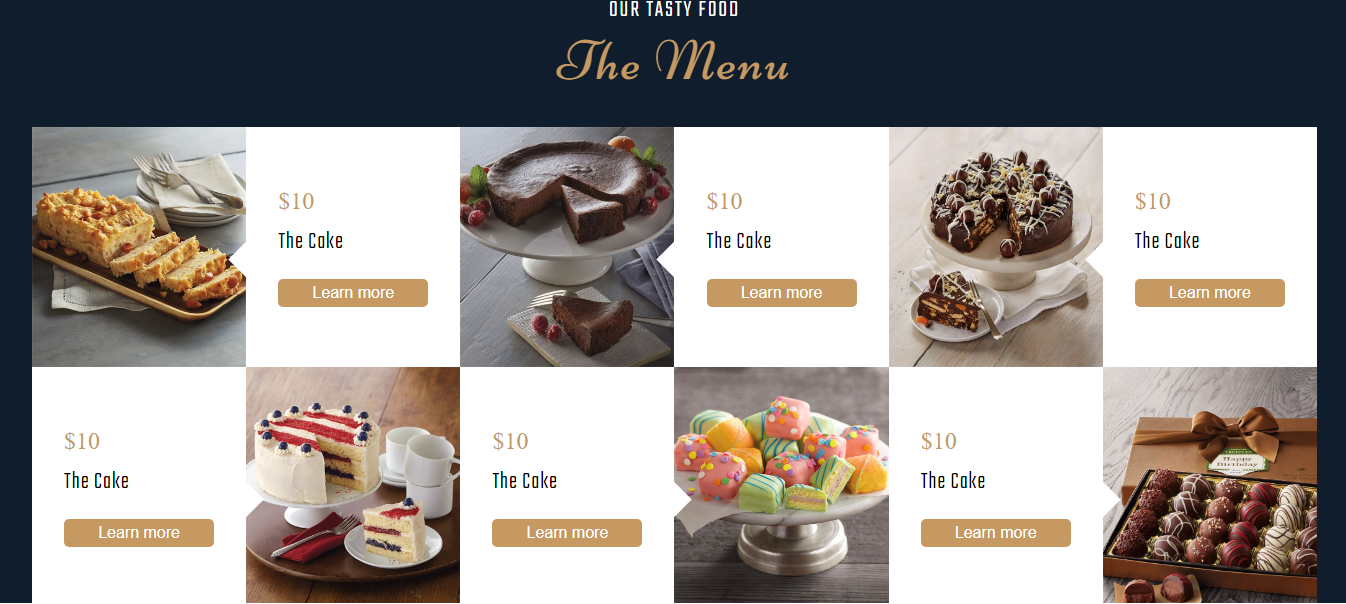 OUR TASTY FOOD
The Menu
$10
The Cake
Learn more
$10
The Cake
Learn more
$10
The Cake
Learn more
$10
The Cake
Learn more
$10
The Cake
Learn more
$10
The Cake
Learn more
Happy
Birthday